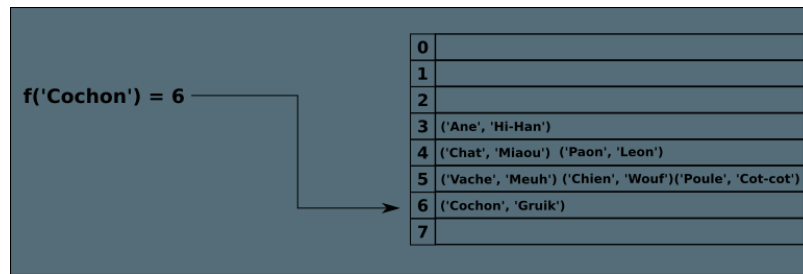 f('Cochon') = 6
0
1
2
3 ('Ane', 'Hi-Han')
4 ('Chat', 'Miaou') ('Paon', 'Leon')
5 ('Vache', 'Meuh') ('Chien', 'Wouf')('Poule', 'Cot-cot')
6 ('Cochon', 'Gruik')
7